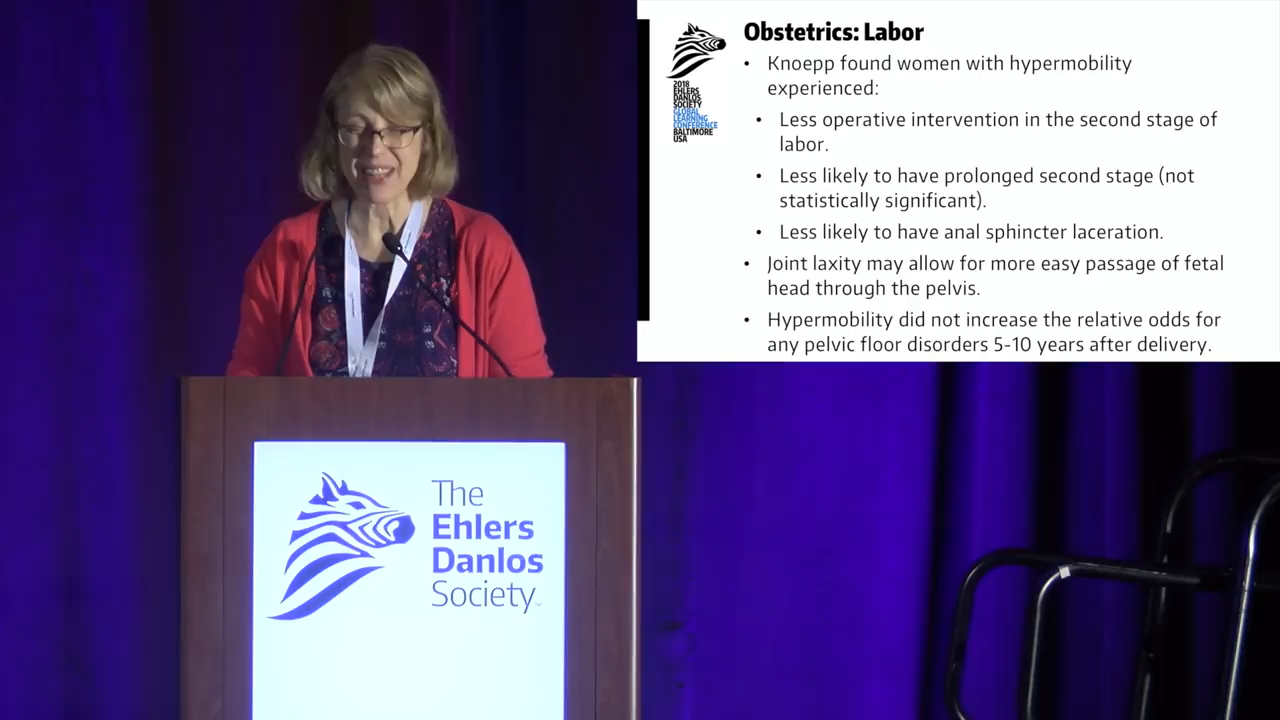 Obstetrics: Labor
• Knoepp found women with hypermobility
experienced:
• Less operative intervention in the second stage of
labor.
• Less likely to have prolonged second stage (not
statistically significant).
• Less likely to have anal sphincter laceration.
• Joint laxity may allow for more easy passage of fetal
head through the pelvis.
• Hypermobility did not increase the relative odds for
any pelvic floor disorders 5-10 years after delivery.
2018
EHLERS
DANLOS
SOCIETY
GLOBAL
LEARNING
CONFERENCE
BALTIMORE
USA
The
Ehlers
Danlos
Society